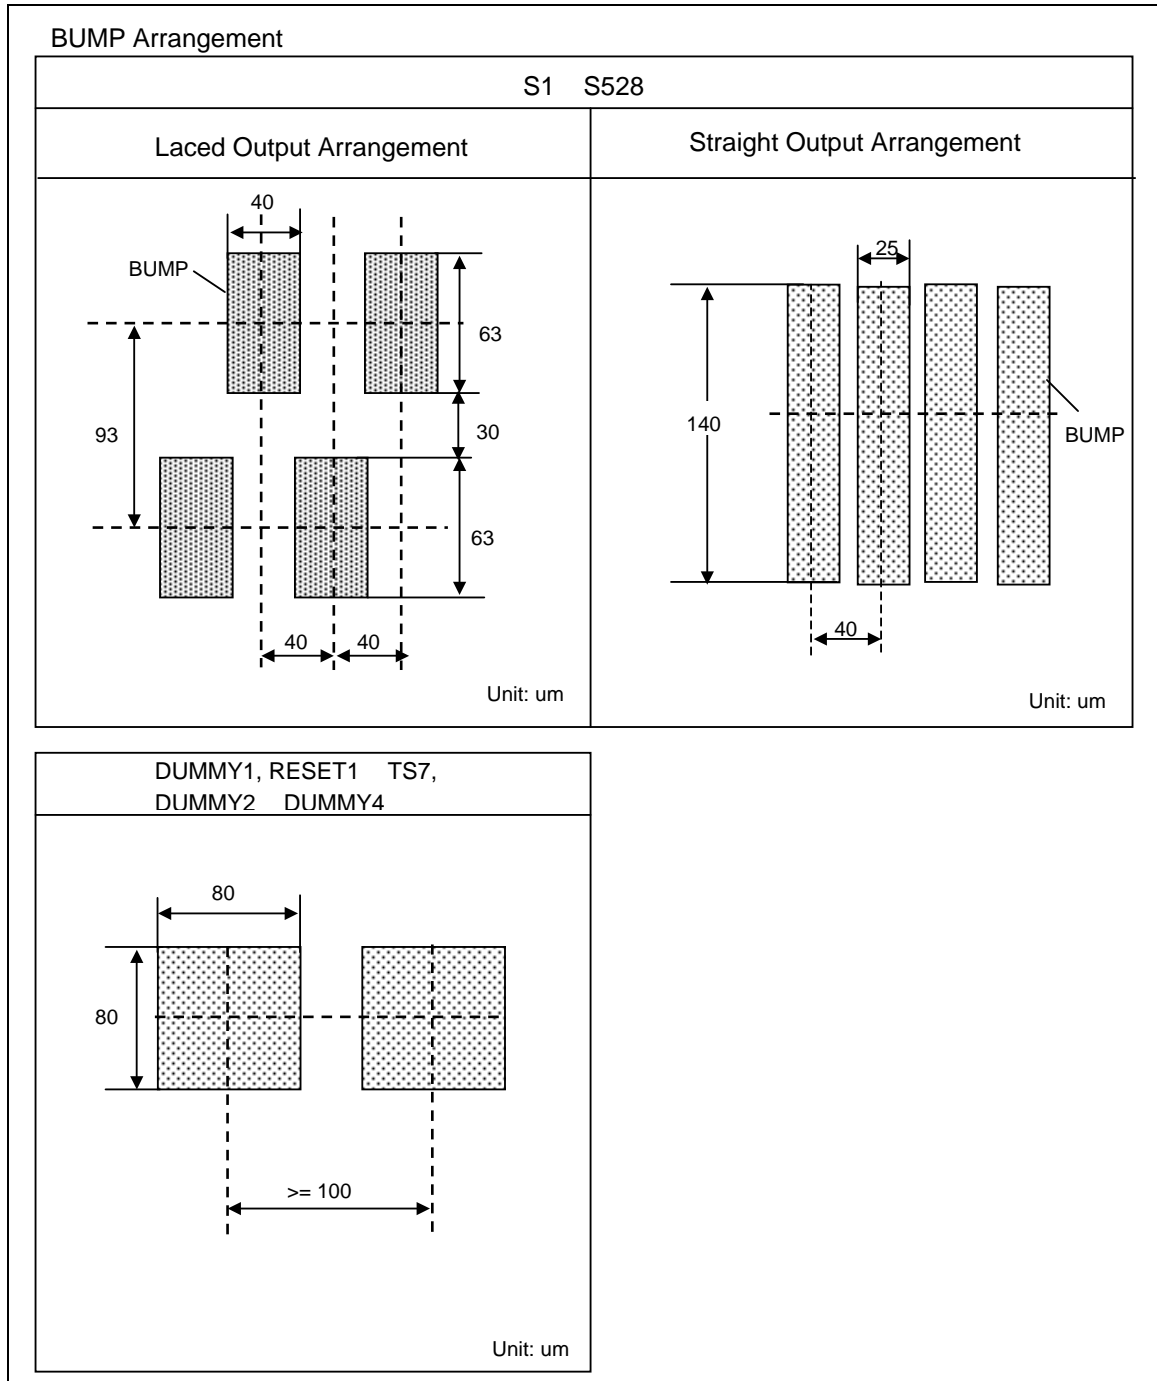 BUMP Arrangement
S1 S528
Laced Output Arrangement
Straight Output Arrangement
40
BUMP
63
93
30
63
40 40
Unit: um
25
140
BUMP
40
Unit: um
DUMMY1, RESET1 TS7,
DUMMY2 DUMMY4
80
80
>= 100
Unit: um